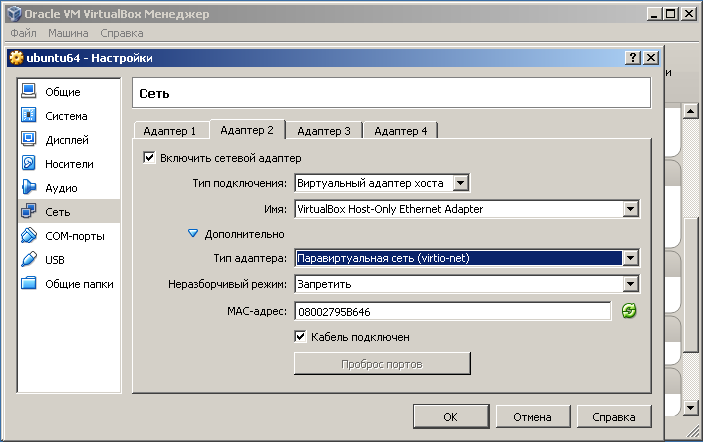 Oracle VM VirtualBox Менеджер
Файл Машина Справка
ubuntu64 - Настройки
Общие
Система
Дисплей
Носители
Аудио
Сеть
COM-порты
USB
Общие папки
Сеть
Адаптер 1 Адаптер 2 Адаптер 3 Адаптер 4
Включить сетевой адаптер
Тип подключения: Виртуальный адаптер хоста
Имя: VirtualBox Host-Only Ethernet Adapter
Дополнительно
Тип адаптера: Паравиртуальная сеть (virtio-net)
Неразборчивый режим: Запретить
MAC-адрес: 08002795B646
Кабель подключен
Проброс портов
OK Отмена Справка